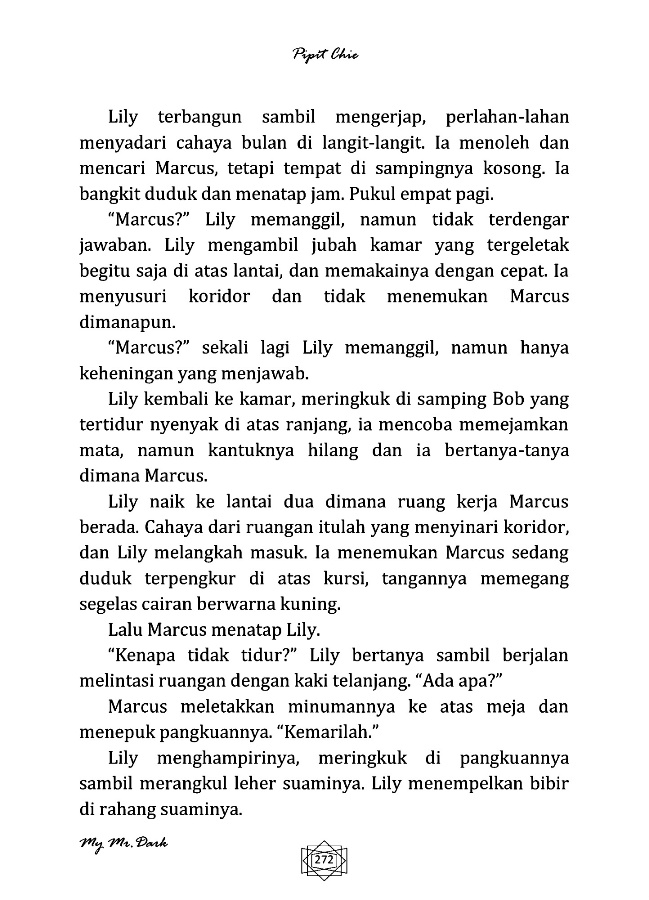 Pipit Chie
Lily terbangun sambil mengerjap, perlahan-lahan
menyadari cahaya bulan di langit-langit. Ia menoleh dan
mencari Marcus, tetapi tempat di sampingnya kosong. Ia
bangkit duduk dan menatap jam. Pukul empat pagi.
“Marcus?” Lily memanggil, namun tidak terdengar
jawaban. Lily mengambil jubah kamar yang tergeletak
begitu saja di atas lantai, dan memakainya dengan cepat. Ia
menyusuri koridor dan tidak menemukan Marcus
dimanapun.
“Marcus?” sekali lagi Lily memanggil, namun hanya
keheningan yang menjawab.
Lily kembali ke kamar, meringkuk di samping Bob yang
tertidur nyenyak di atas ranjang, ia mencoba memejamkan
mata, namun kantuknya hilang dan ia bertanya-tanya
dimana Marcus.
Lily naik ke lantai dua dimana ruang kerja Marcus
berada. Cahaya dari ruangan itulah yang menyinari koridor,
dan Lily melangkah masuk. Ia menemukan Marcus sedang
duduk terpengkur di atas kursi, tangannya memegang
segelas cairan berwarna kuning.
Lalu Marcus menatap Lily.
“Kenapa tidak tidur?” Lily bertanya sambil berjalan
melintasi ruangan dengan kaki telanjang. “Ada apa?”
Marcus meletakkan minumannya ke atas meja dan
menepuk pangkuannya. “Kemarilah.”
Lily menghampirinya, meringkuk di pangkuannya
sambil merangkul leher suaminya. Lily menempelkan bibir
di rahang suaminya.
My Mr. Dark
272